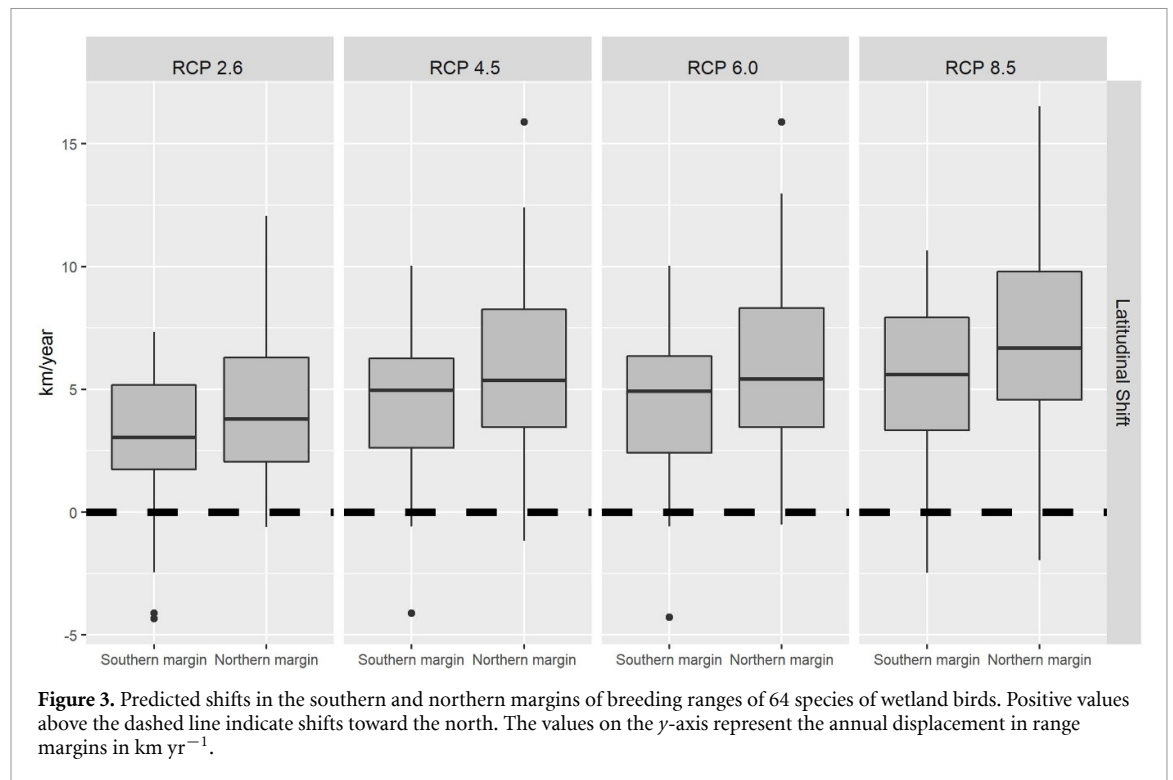 RCP 2.6
RCP 4.5
RCP 6.0
RCP 8.5
15
10
5
0
-5
km/year
Latitudinal Shift
Southern margin Northern margin
Southern margin Northern margin
Southern margin Northern margin
Southern margin Northern margin
Figure 3. Predicted shifts in the southern and northern margins of breeding ranges of 64 species of wetland birds. Positive values
above the dashed line indicate shifts toward the north. The values on the y-axis represent the annual displacement in range
margins in km yr⁻¹.